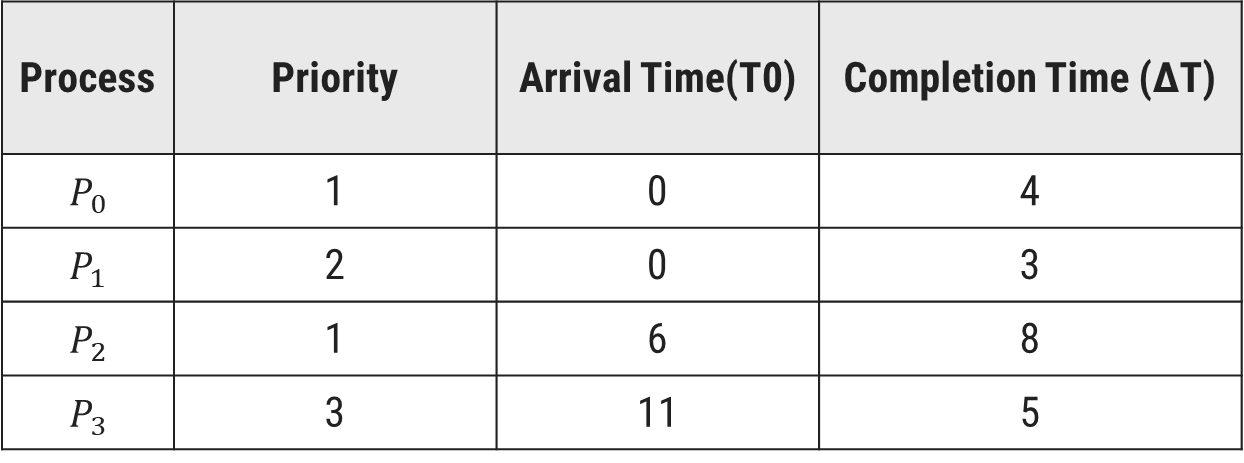 Process Priority Arrival Time(T0) Completion Time (ΔT)
P₀ 1 0 4
P₁ 2 0 3
P₂ 1 6 8
P₃ 3 11 5